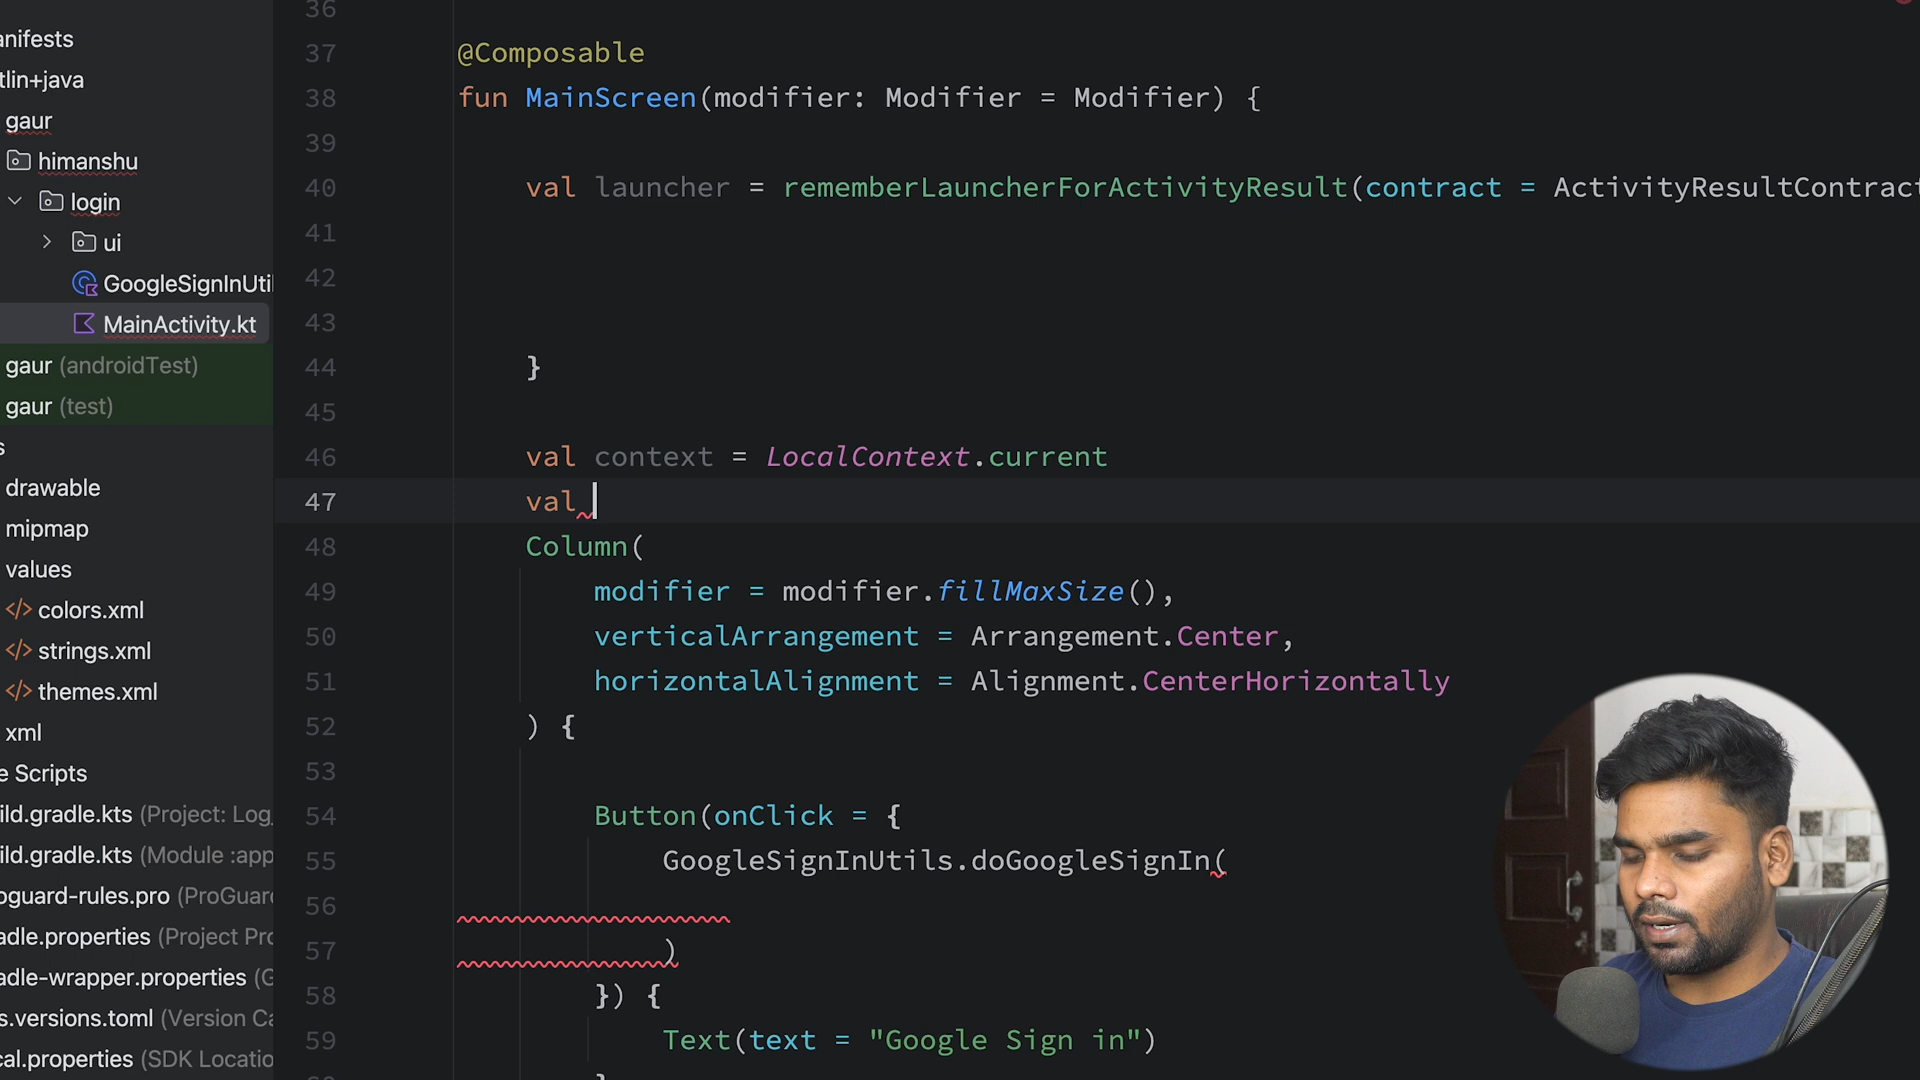 anifests
tlin+java
gaur
himanshu
login
ui
GoogleSignInUtil
MainActivity.kt
gaur (androidTest)
gaur (test)
s
drawable
mipmap
values
</> colors.xml
</> strings.xml
</> themes.xml
xml
e Scripts
ild.gradle.kts (Project: Log_
ild.gradle.kts (Module :app
oguard-rules.pro (ProGuard
adle.properties (Project Pro
adle-wrapper.properties (G
s.versions.toml (Version Ca
cal.properties (SDK Locatio
36
37 @Composable
38 fun MainScreen(modifier: Modifier = Modifier) {
39
40 val launcher = rememberLauncherForActivityResult(contract = ActivityResultContract
41
42
43
44 }
45
46 val context = LocalContext.current
47 val
48 Column(
49 modifier = modifier.fillMaxSize(),
50 verticalArrangement = Arrangement.Center,
51 horizontalAlignment = Alignment.CenterHorizontally
52 ) {
53
54 Button(onClick = {
55 GoogleSignInUtils.doGoogleSignIn(
56
57 )
58 }) {
59 Text(text = "Google Sign in")